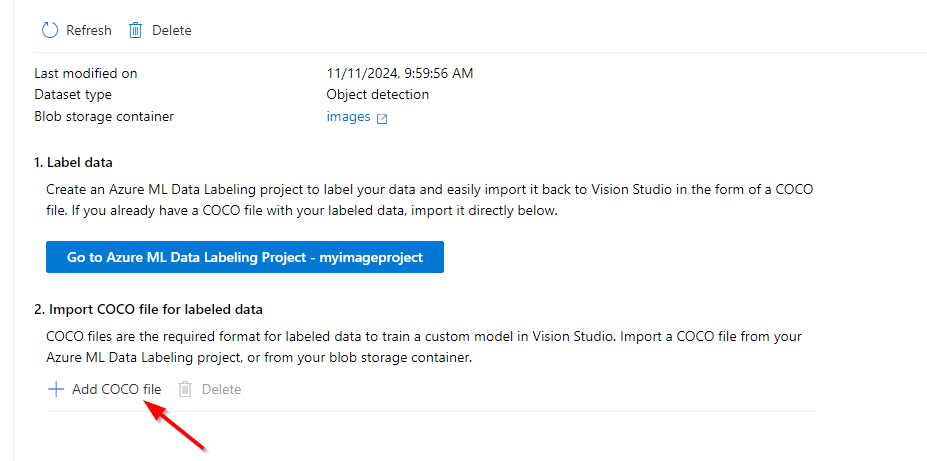 Refresh Delete
Last modified on 11/11/2024, 9:59:56 AM
Dataset type Object detection
Blob storage container images
1. Label data
Create an Azure ML Data Labeling project to label your data and easily import it back to Vision Studio in the form of a COCO
file. If you already have a COCO file with your labeled data, import it directly below.
Go to Azure ML Data Labeling Project - myimageproject
2. Import COCO file for labeled data
COCO files are the required format for labeled data to train a custom model in Vision Studio. Import a COCO file from your
Azure ML Data Labeling project, or from your blob storage container.
Add COCO file Delete